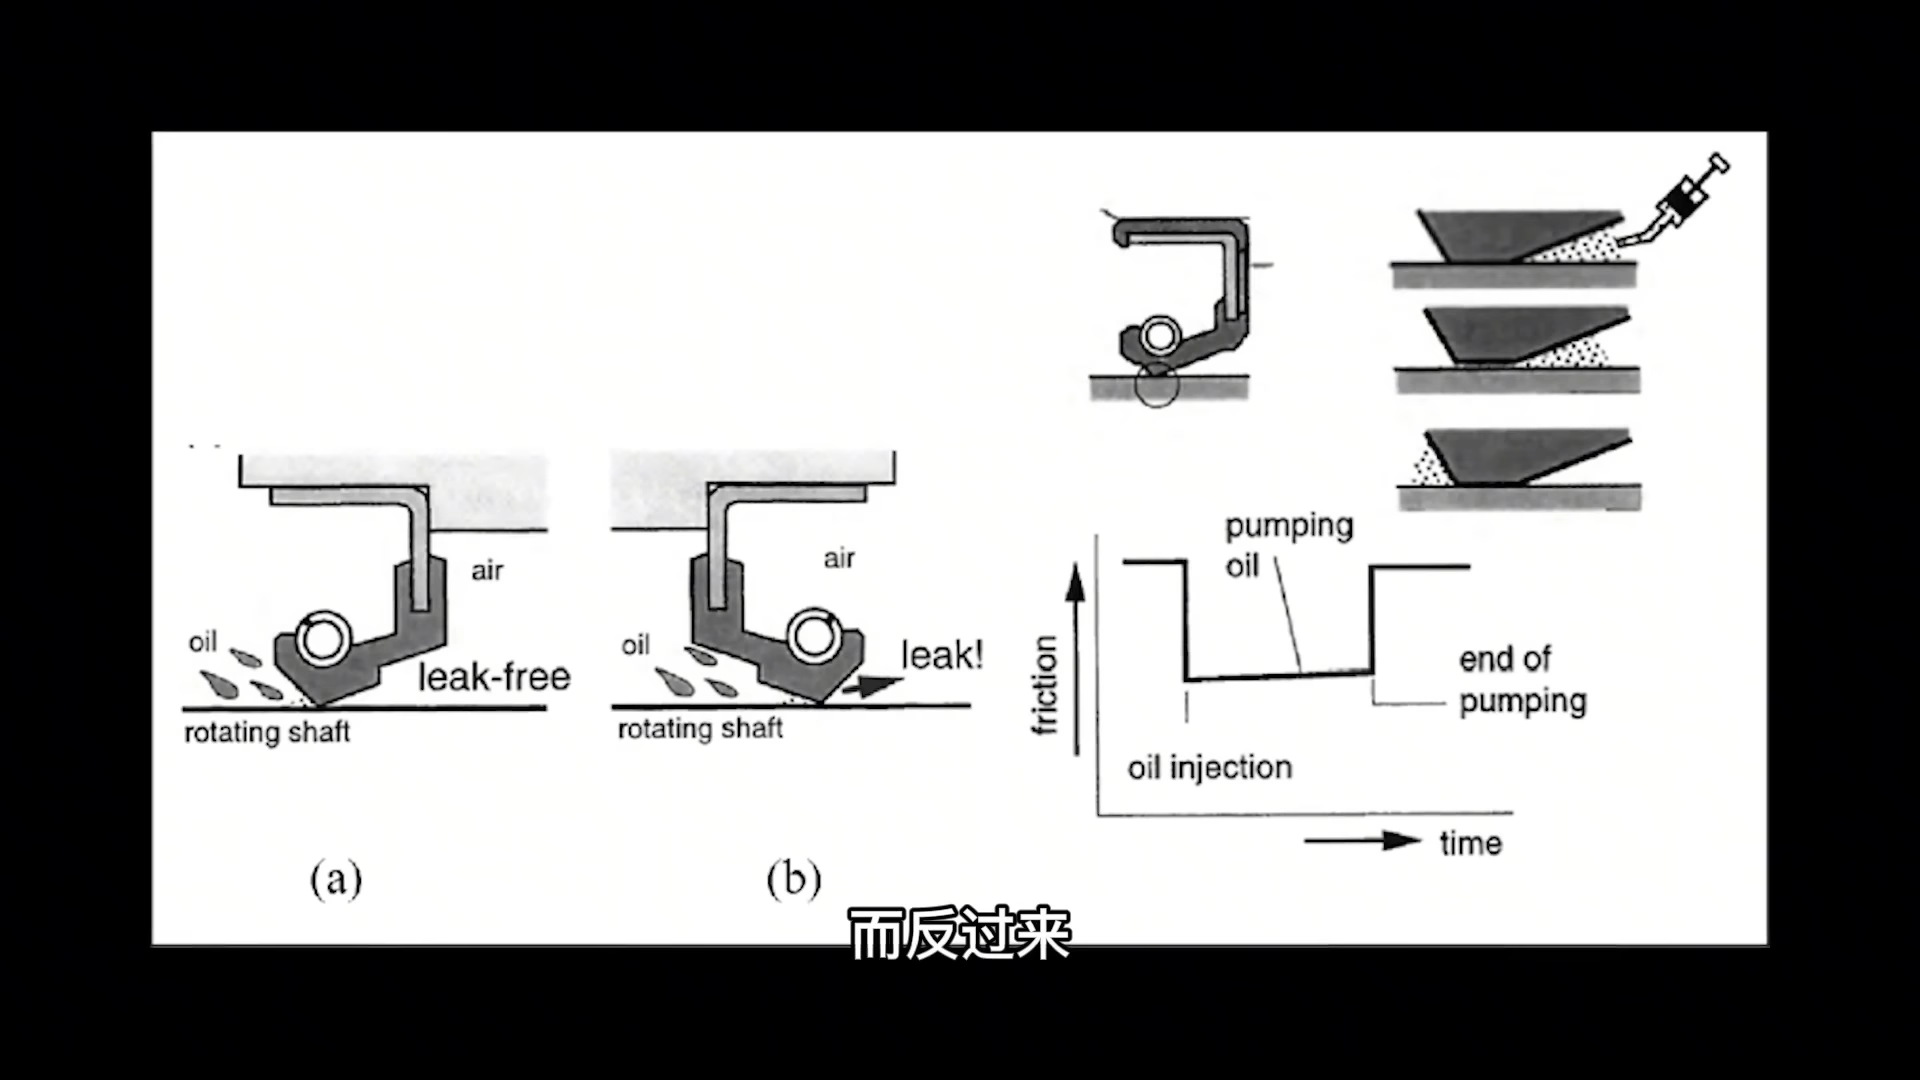 air
oil
leak-free
rotating shaft
(a)
air
oil
leak!
rotating shaft
(b)
pumping
oil
friction
end of
pumping
oil injection
time
而反过来